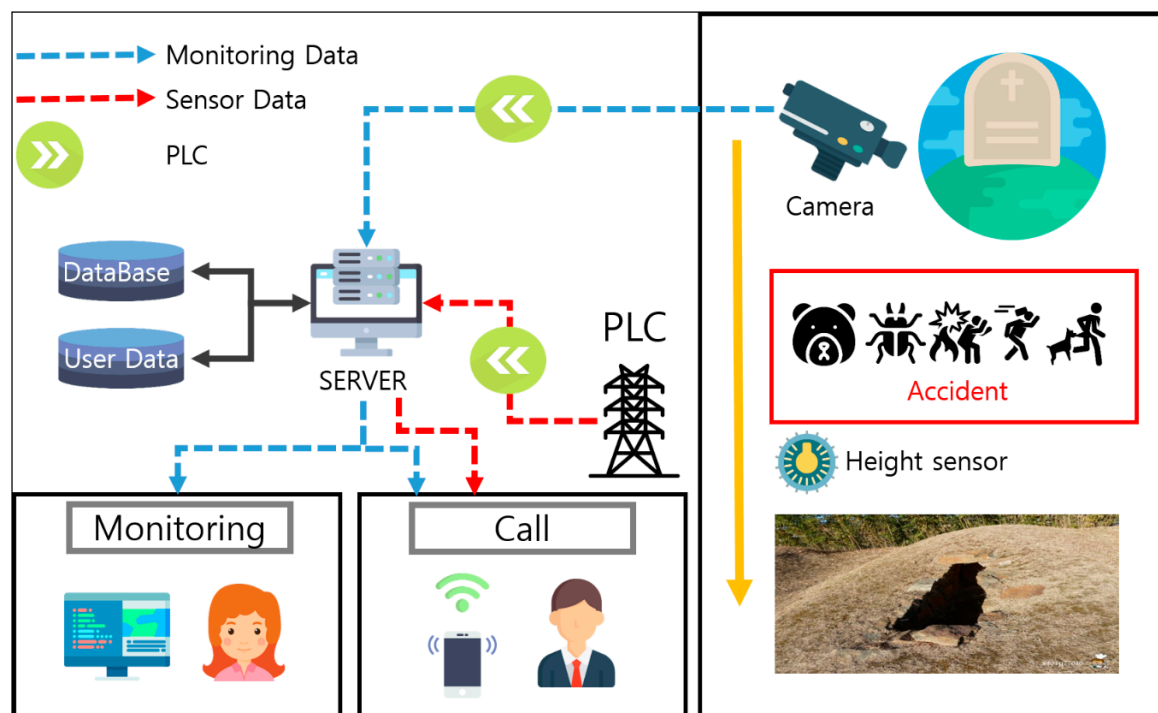 Monitoring Data
Sensor Data
PLC
Camera
DataBase
User Data
SERVER
PLC
Accident
Height sensor
Monitoring
Call